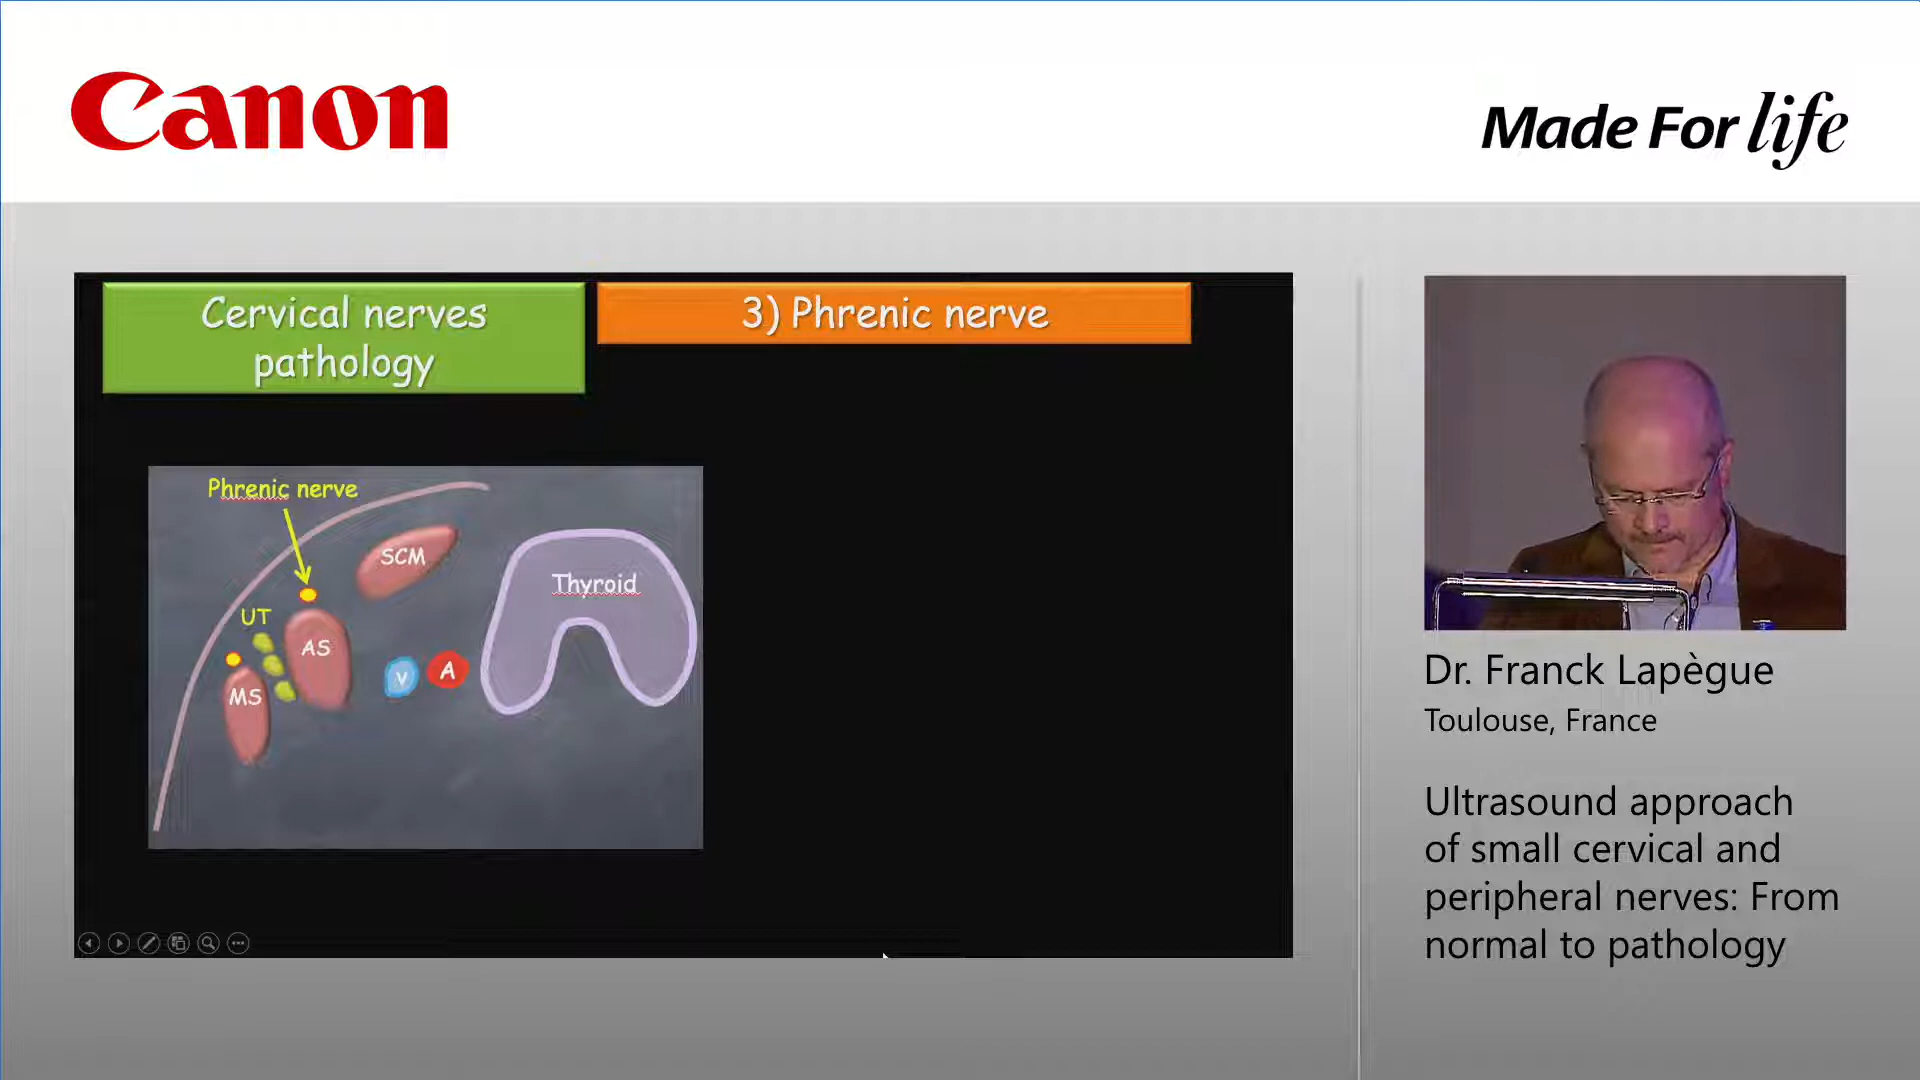 Canon
Made For life
Cervical nerves
pathology
3) Phrenic nerve
Phrenic nerve
SCM
Thyroid
UT
AS
MS
V
A
Dr. Franck Lapègue
Toulouse, France
Ultrasound approach
of small cervical and
peripheral nerves: From
normal to pathology